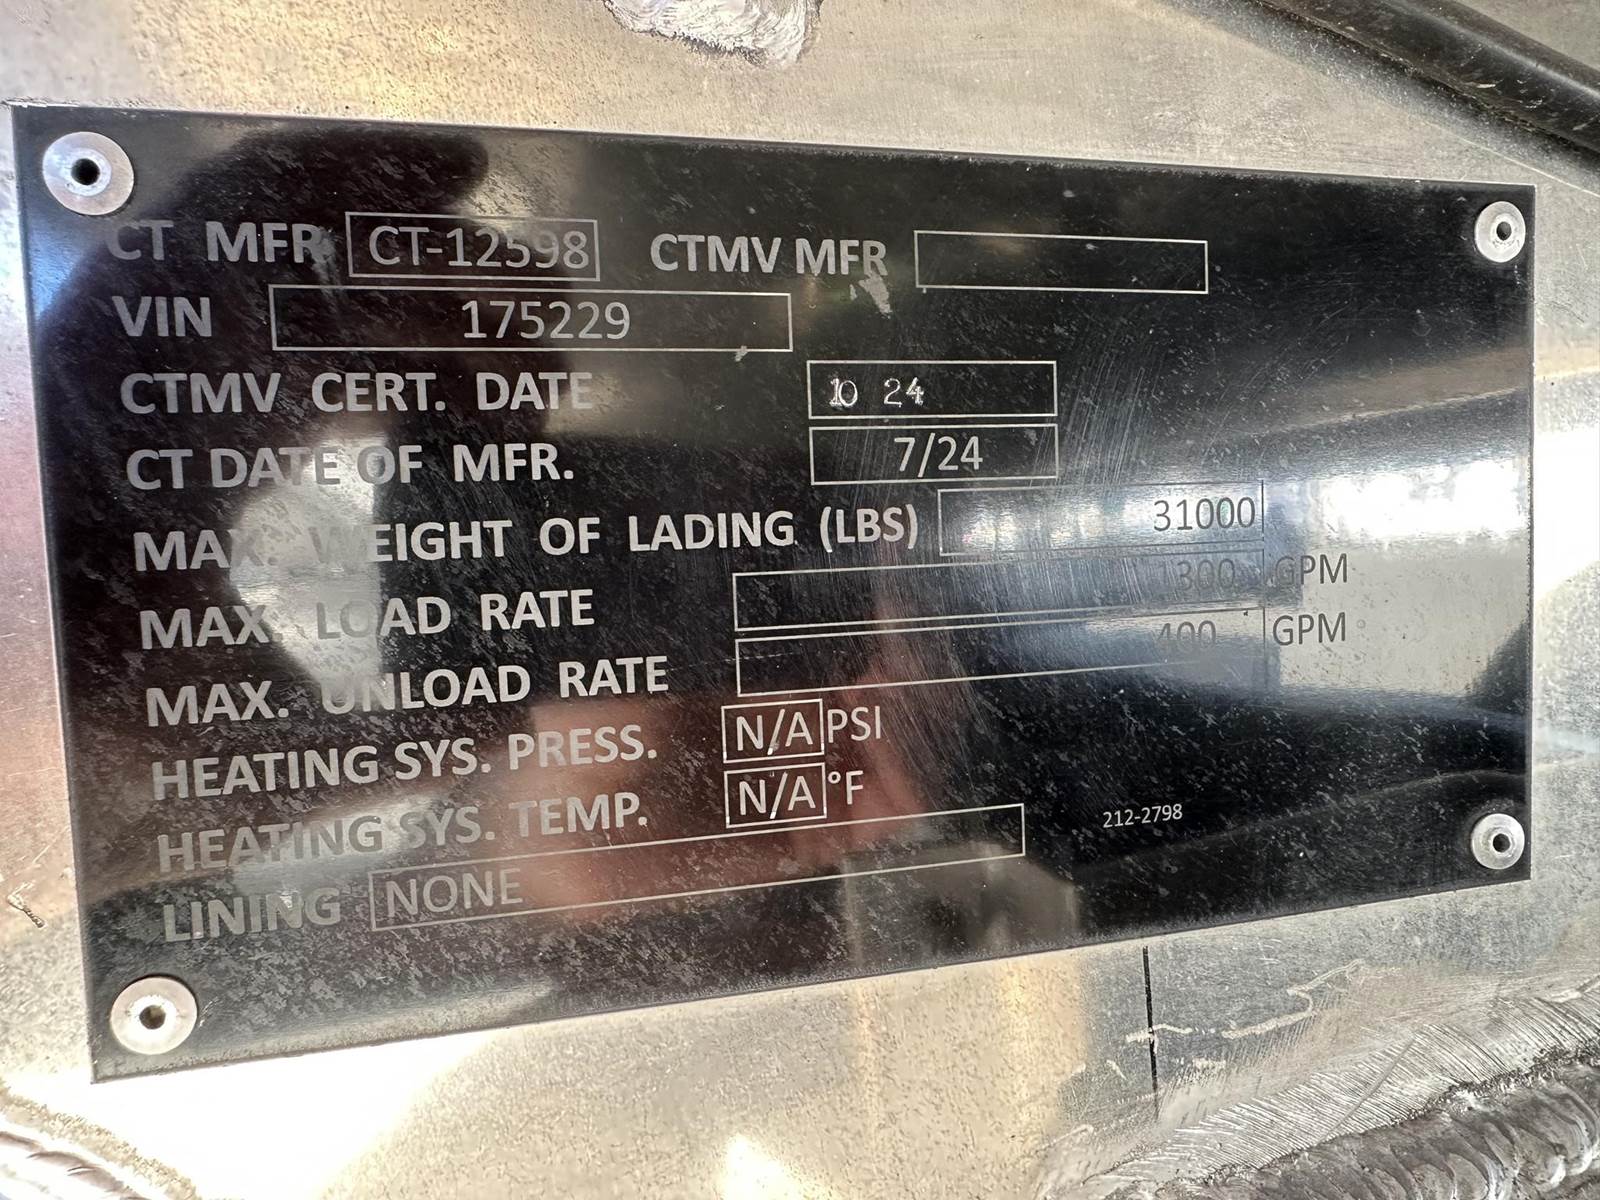 CT MFR CT-12598 CTMV MFR
VIN 175229
CTMV CERT. DATE 10 24
CT DATE OF MFR. 7/24
MAX. WEIGHT OF LADING (LBS) 31000
MAX. LOAD RATE 1300 GPM
MAX. UNLOAD RATE 400 GPM
HEATING SYS. PRESS. N/A PSI
HEATING SYS. TEMP. N/A °F
LINING NONE
212-2798